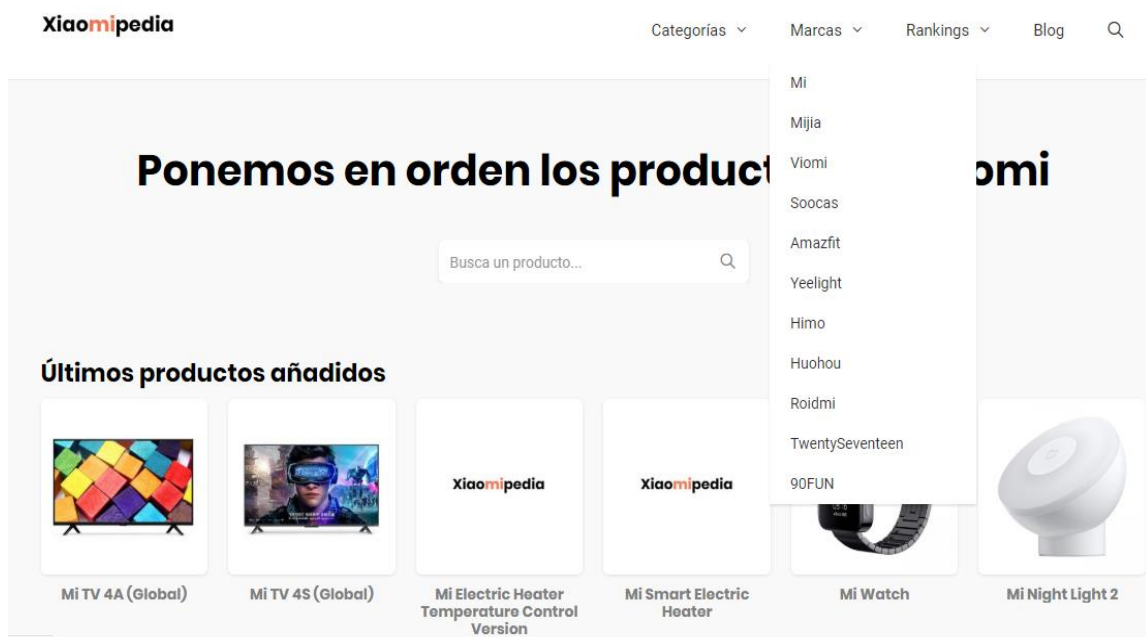 Xiaomipedia
Categorías
Marcas
Rankings
Blog
Mi
Mijia
Viomi
Soocas
Amazfit
Yeelight
Himo
Huohou
Roidmi
TwentySeventeen
90FUN
Ponemos en orden los product omi
Busca un producto...
Últimos productos añadidos
Xiaomipedia
Xiaomipedia
Mi TV 4A (Global)
Mi TV 4S (Global)
Mi Electric Heater
Temperature Control
Version
Mi Smart Electric
Heater
Mi Watch
Mi Night Light 2